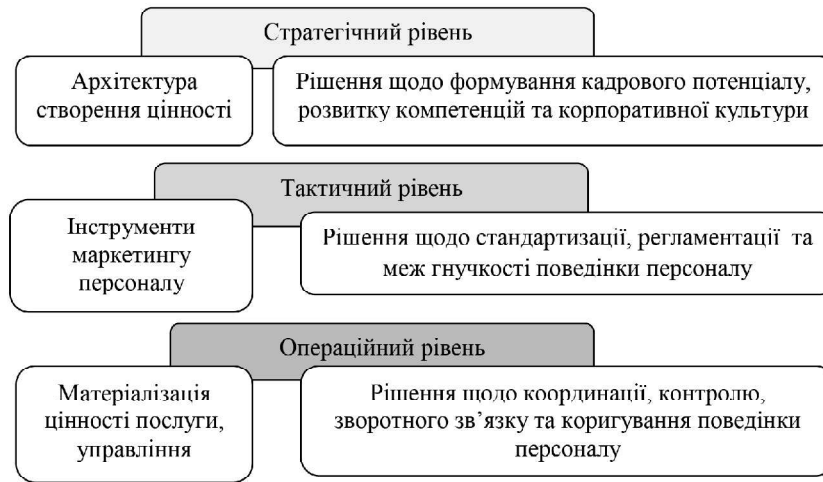 Стратегічний рівень
Архітектура
створення цінності
Рішення щодо формування кадрового потенціалу,
розвитку компетенцій та корпоративної культури
Тактичний рівень
Інструменти
маркетингу
персоналу
Рішення щодо стандартизації, регламентації та
меж гнучкості поведінки персоналу
Операційний рівень
Матеріалізація
цінності послуги,
управління
Рішення щодо координації, контролю,
зворотного зв’язку та коригування поведінки
персоналу